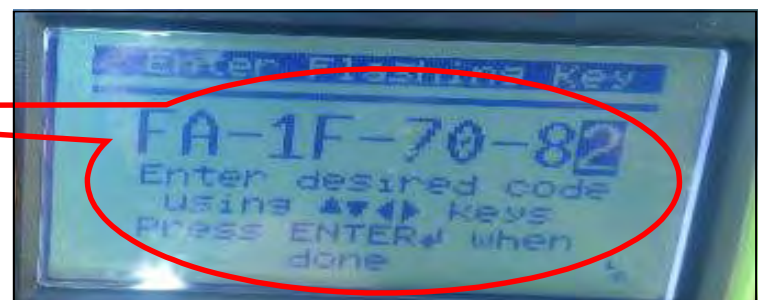 Enter Flashing Key
FA-1F-70-82
Enter desired code
using ▲▼◀▶ keys
Press ENTER↵ when
done